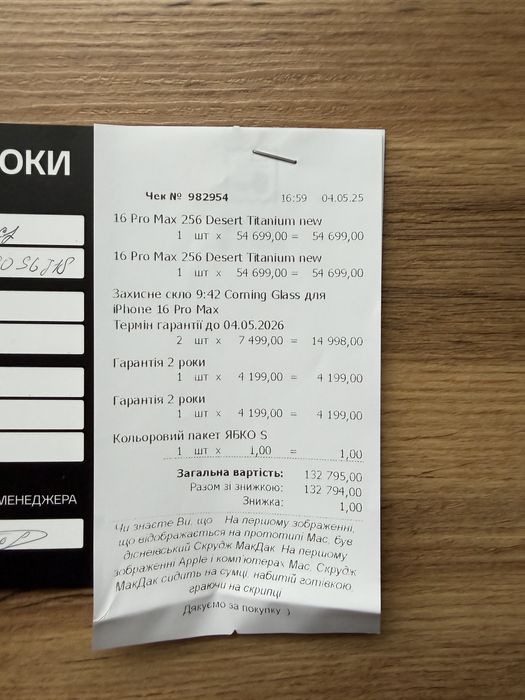 ОКИ
МЕНЕДЖЕРА
Чек № 982954 16:59 04.05.25
16 Pro Max 256 Desert Titanium new
1 шт x 54 699,00 = 54 699,00
16 Pro Max 256 Desert Titanium new
1 шт x 54 699,00 = 54 699,00
Захисне скло 9:42 Corning Glass для
iPhone 16 Pro Max
Термін гарантії до 04.05.2026
2 шт x 7 499,00 = 14 998,00
Гарантія 2 роки
1 шт x 4 199,00 = 4 199,00
Гарантія 2 роки
1 шт x 4 199,00 = 4 199,00
Кольоровий пакет ЯБКО S
1 шт x 1,00 = 1,00
Загальна вартість: 132 795,00
Разом зі знижкою: 132 794,00
Знижка: 1,00
Чи знаєте Ви, що На першому зображенні,
що відображається на прототипі Mac, був
діснеївський Скрудж МакДак. На першому
зображенні Apple і комп'ютерах Mac, Скрудж
МакДак сидить на сумці, набитій готівкою,
граючи на скрипці
Дякуємо за покупку :)